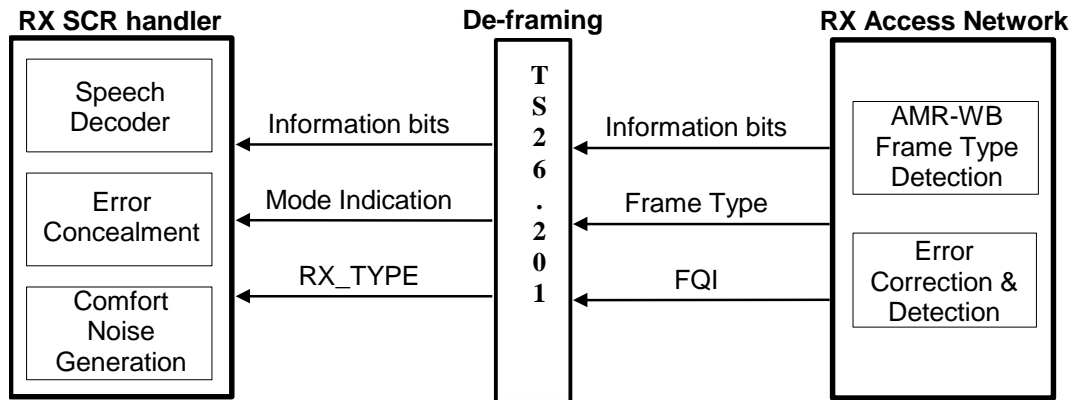 RX SCR handler
De-framing
RX Access Network
Speech
Decoder
Error
Concealment
Comfort
Noise
Generation
Information bits
Mode Indication
RX_TYPE
T
S
2
6
.
2
0
1
Information bits
Frame Type
FQI
AMR-WB
Frame Type
Detection
Error
Correction &
Detection